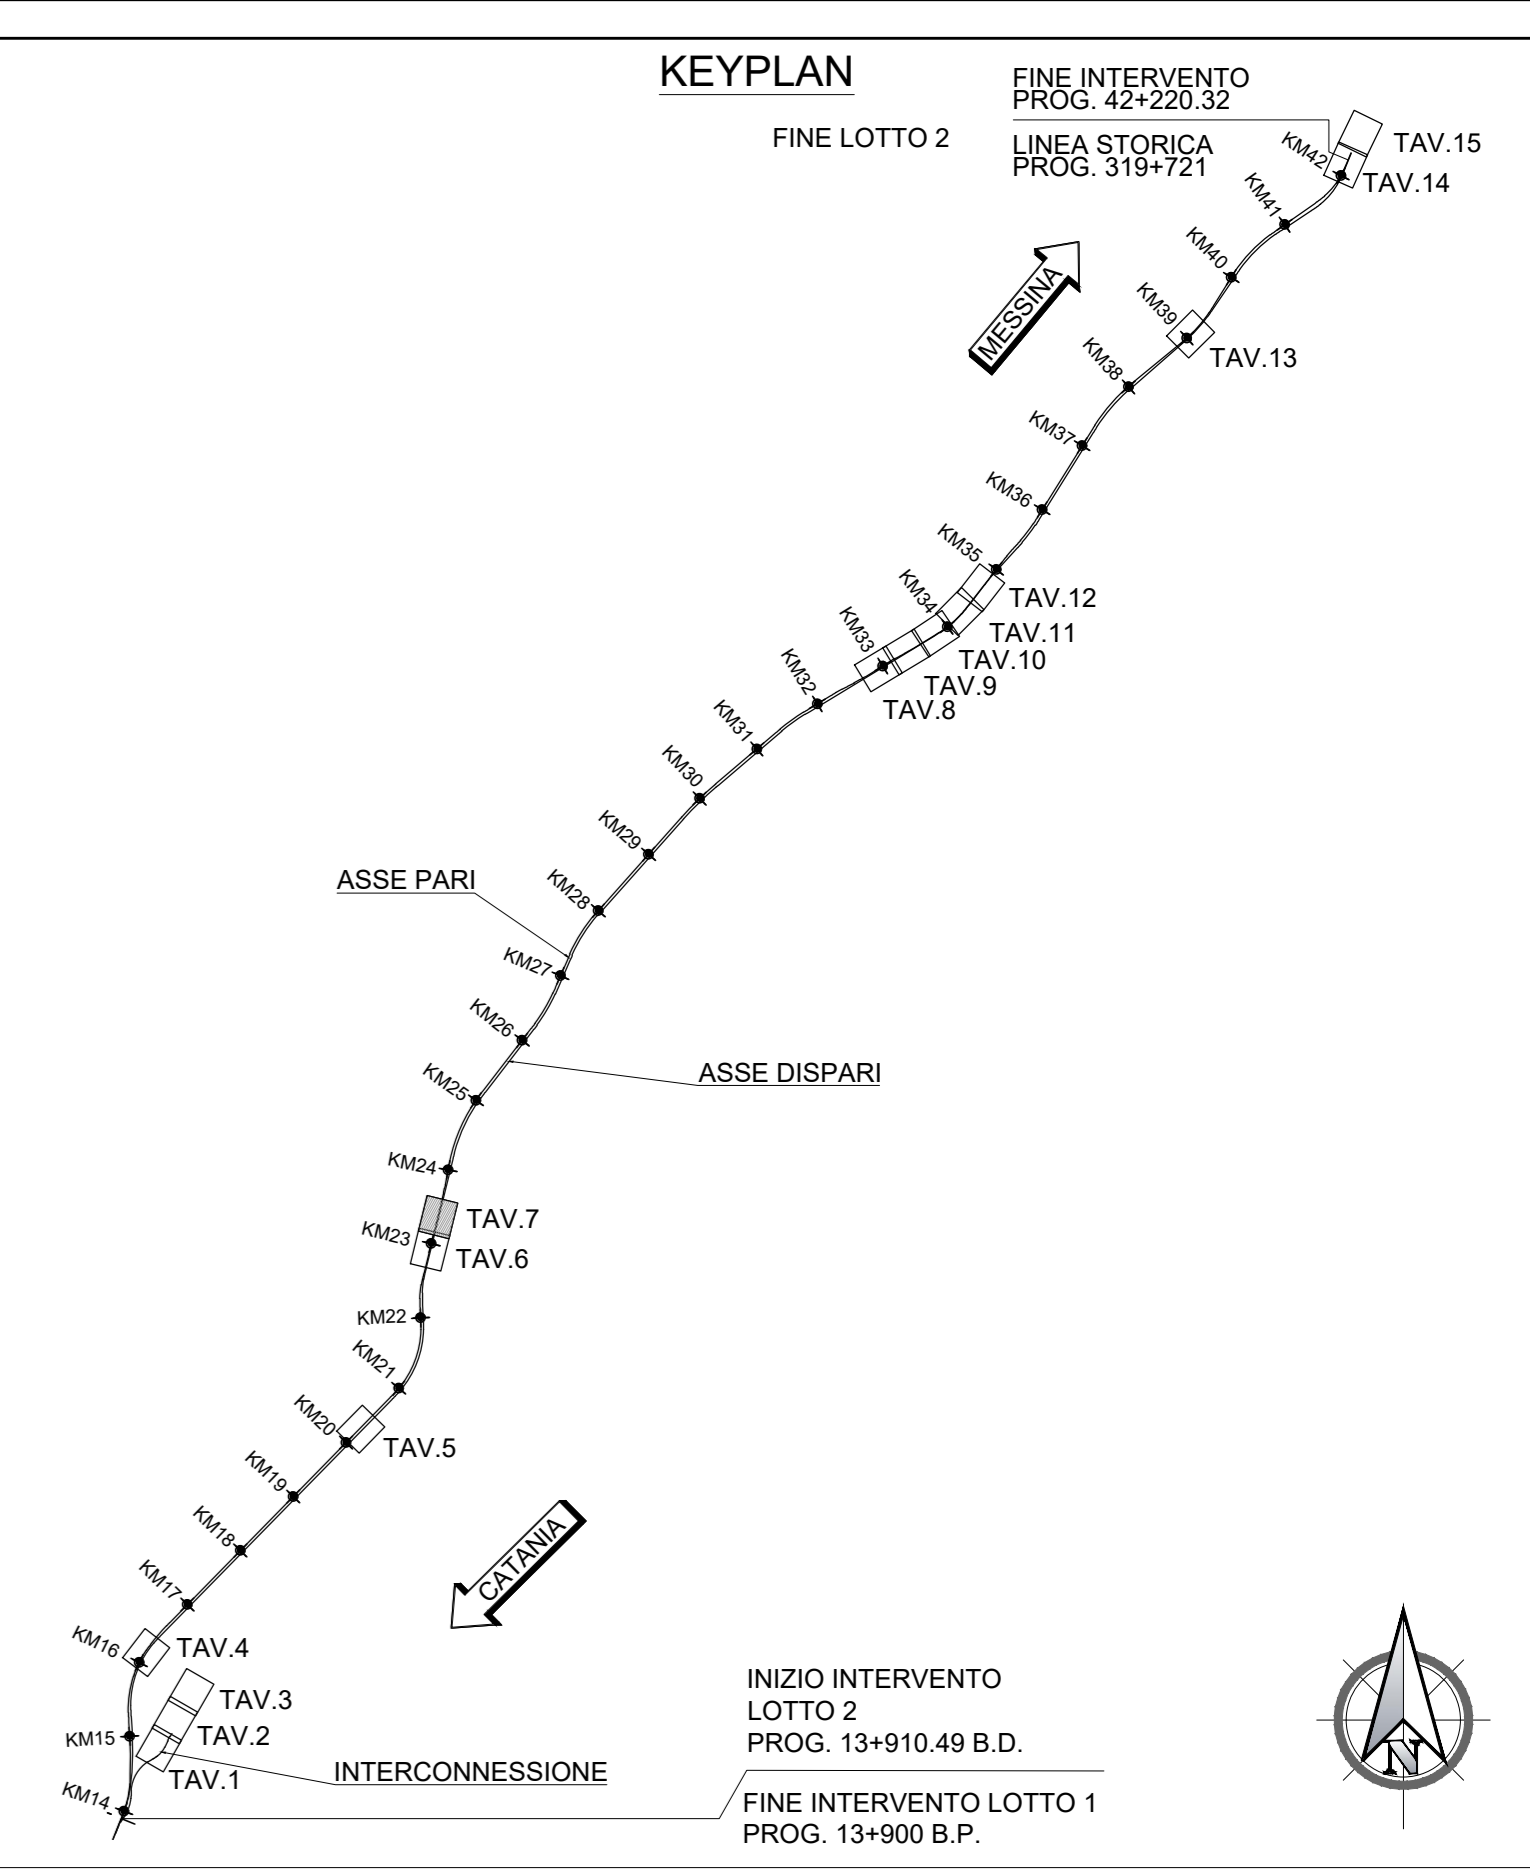 KEYPLAN
FINE INTERVENTO
PROG. 42+220.32
FINE LOTTO 2
LINEA STORICA
PROG. 319+721
KM42
TAV.15
TAV.14
KM41
KM40
MESSINA
KM39
TAV.13
KM38
KM37
KM36
KM35
TAV.12
KM34
TAV.11
KM33
TAV.10
TAV.9
KM32
TAV.8
KM31
KM30
KM29
ASSE PARI
KM28
KM27
KM26
ASSE DISPARI
KM25
KM24
TAV.7
KM23
TAV.6
KM22
KM21
KM20
TAV.5
KM19
KM18
CATANIA
KM17
KM16
TAV.4
TAV.3
KM15
TAV.2
TAV.1
INTERCONNESSIONE
KM14
INIZIO INTERVENTO
LOTTO 2
PROG. 13+910.49 B.D.
FINE INTERVENTO LOTTO 1
PROG. 13+900 B.P.
N